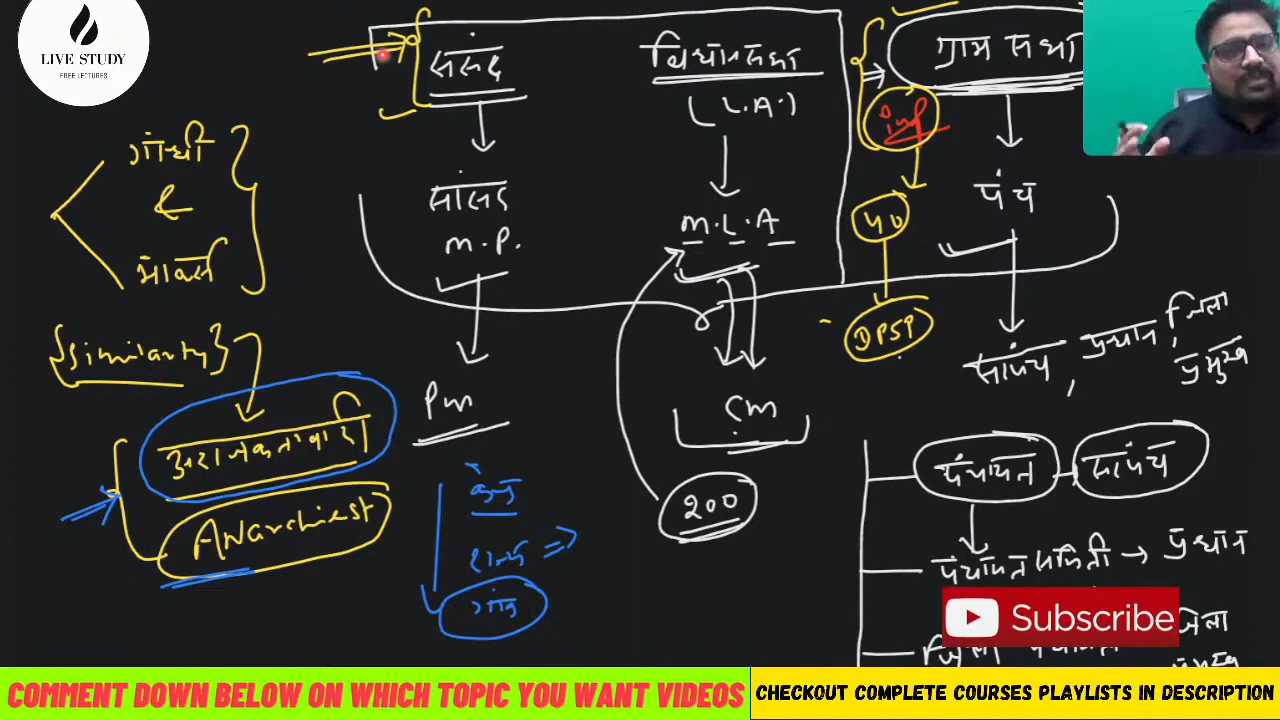 LIVE STUDY
FREE LECTURES
संसद
विधानसभा
(L.A.)
ग्राम सभा
सांसद
M.P.
M.L.A
पंच
40
DPSP
गांधी
मार्क्स
{Similarity}
अराजकतावादी
Anarchiest
PM
CM
200
सरपंच, प्रधान, जिला
प्रमुख
केन्द्र
राज्य =>
गांव
पंचायत - सरपंच
पंचायत समिती → प्रधान
जिला
Subscribe
जिला
COMMENT DOWN BELOW ON WHICH TOPIC YOU WANT VIDEOS
CHECKOUT COMPLETE COURSES PLAYLISTS IN DESCRIPTION